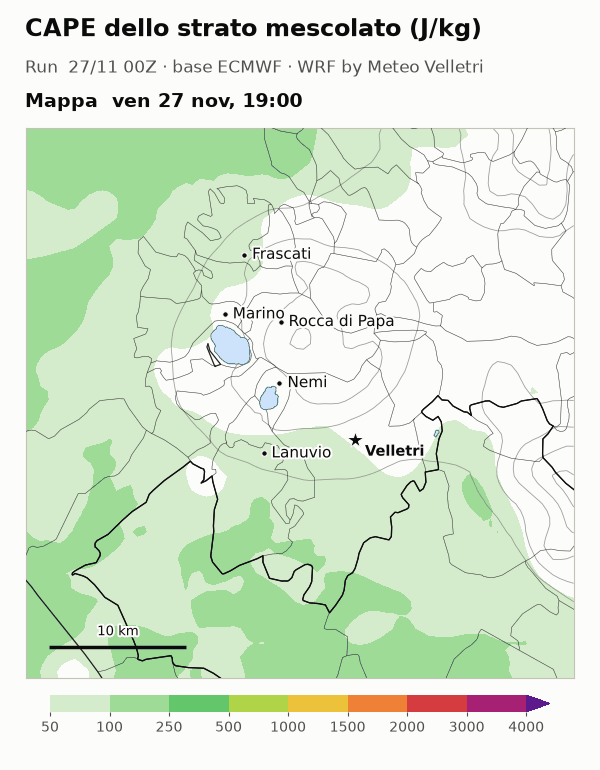 CAPE dello strato mescolato (J/kg)
Run  27/11 00Z · base ECMWF · WRF by Meteo Velletri
Mappa  ven 27 nov, 19:00
Frascati
Marino
Rocca di Papa
Nemi
Velletri
Lanuvio
10 km
50 100 250 500 1000 1500 2000 3000 4000